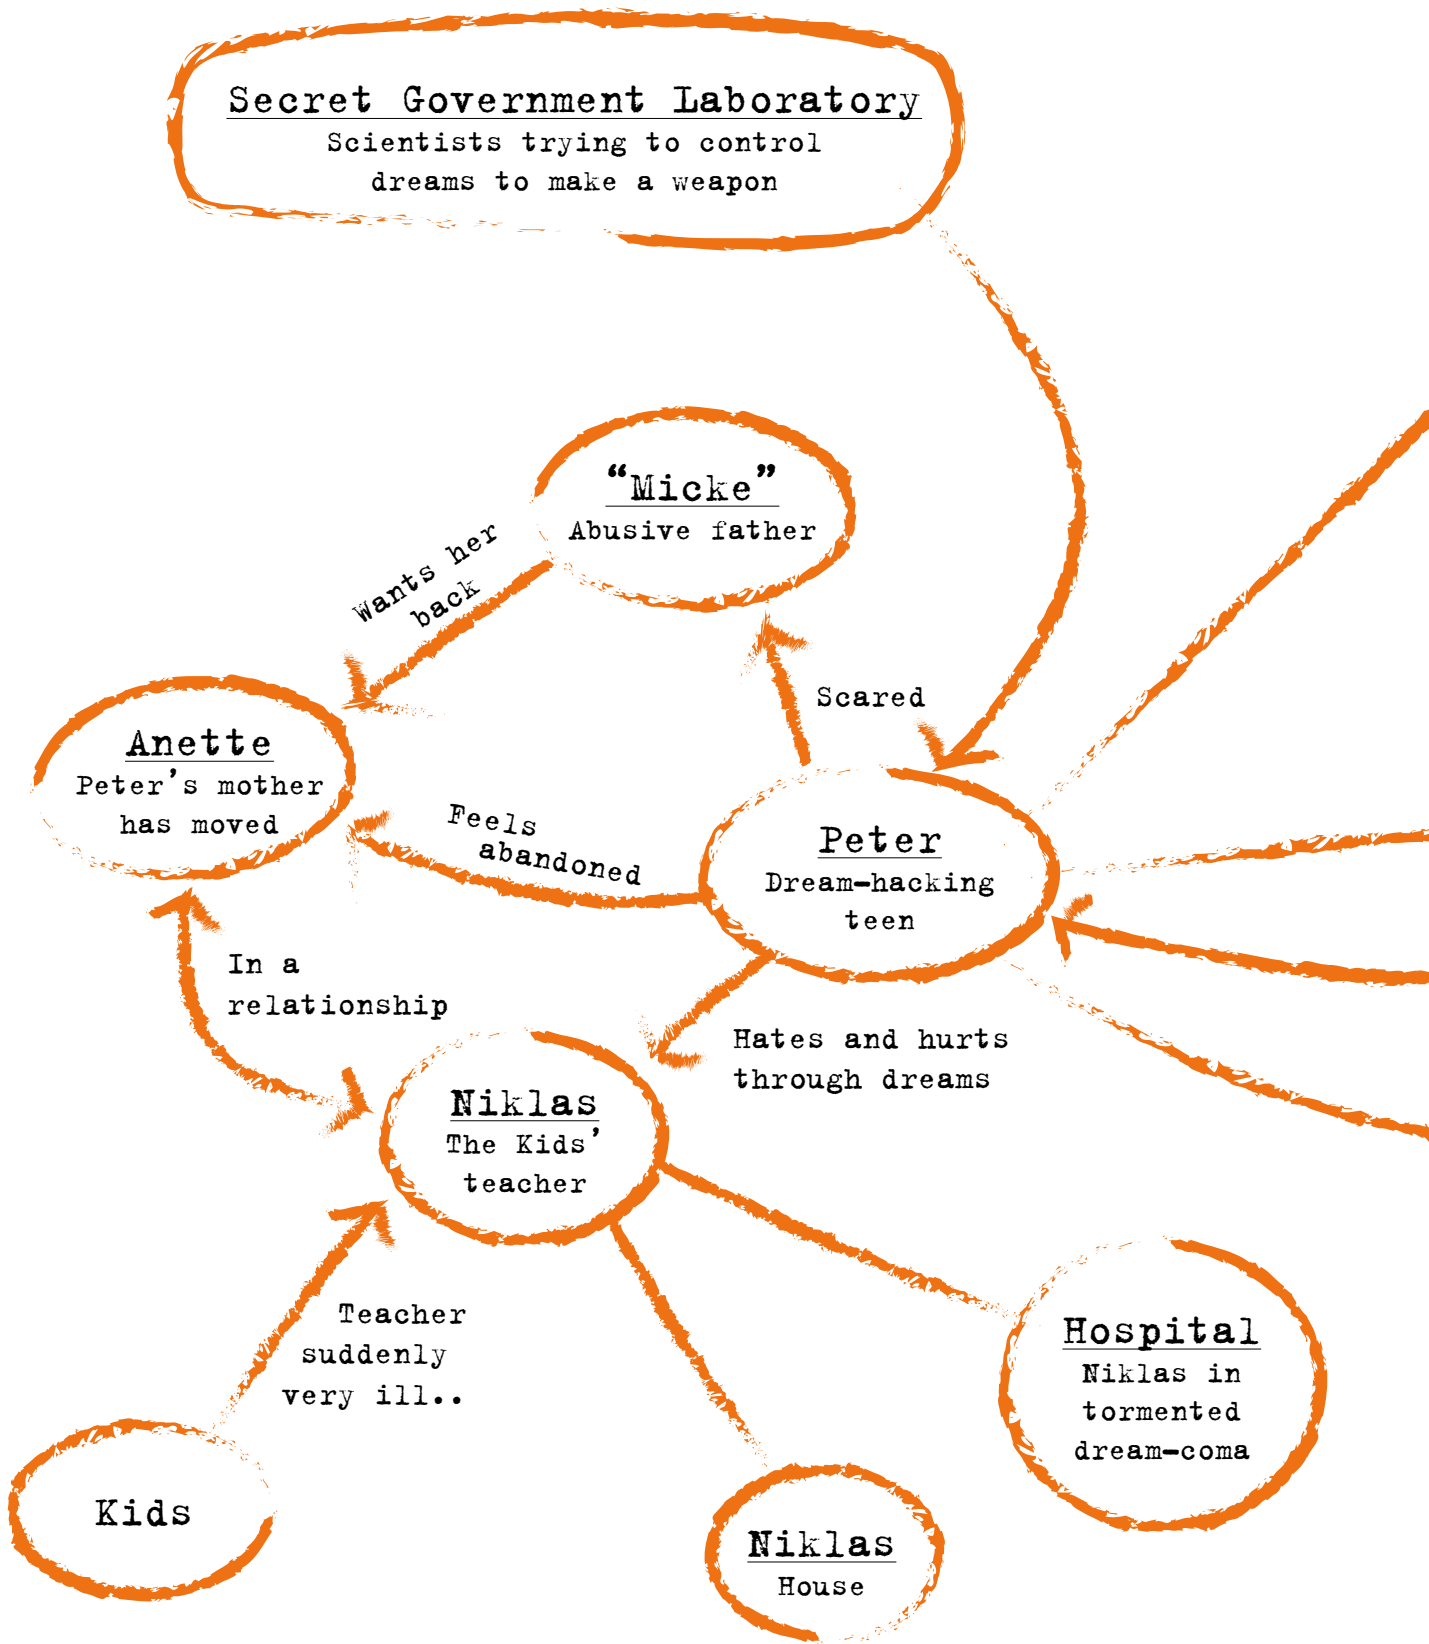 Secret Government Laboratory
Scientists trying to control
dreams to make a weapon
“Micke”
Abusive father
Wants her
back
Scared
Anette
Peter’s mother
has moved
Feels
abandoned
Peter
Dream-hacking
teen
In a
relationship
Hates and hurts
through dreams
Niklas
The Kids’
teacher
Teacher
suddenly
very ill..
Hospital
Niklas in
tormented
dream-coma
Kids
Niklas
House